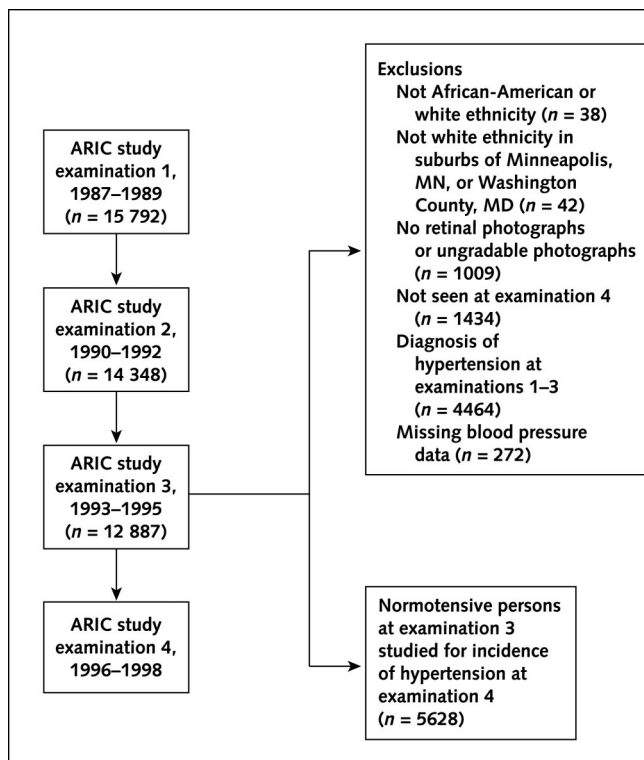 ARIC study
examination 1,
1987–1989
(n = 15 792)
ARIC study
examination 2,
1990–1992
(n = 14 348)
ARIC study
examination 3,
1993–1995
(n = 12 887)
ARIC study
examination 4,
1996–1998
Exclusions
Not African-American or
white ethnicity (n = 38)
Not white ethnicity in
suburbs of Minneapolis,
MN, or Washington
County, MD (n = 42)
No retinal photographs
or ungradable photographs
(n = 1009)
Not seen at examination 4
(n = 1434)
Diagnosis of
hypertension at
examinations 1–3
(n = 4464)
Missing blood pressure
data (n = 272)
Normotensive persons
at examination 3
studied for incidence
of hypertension at
examination 4
(n = 5628)